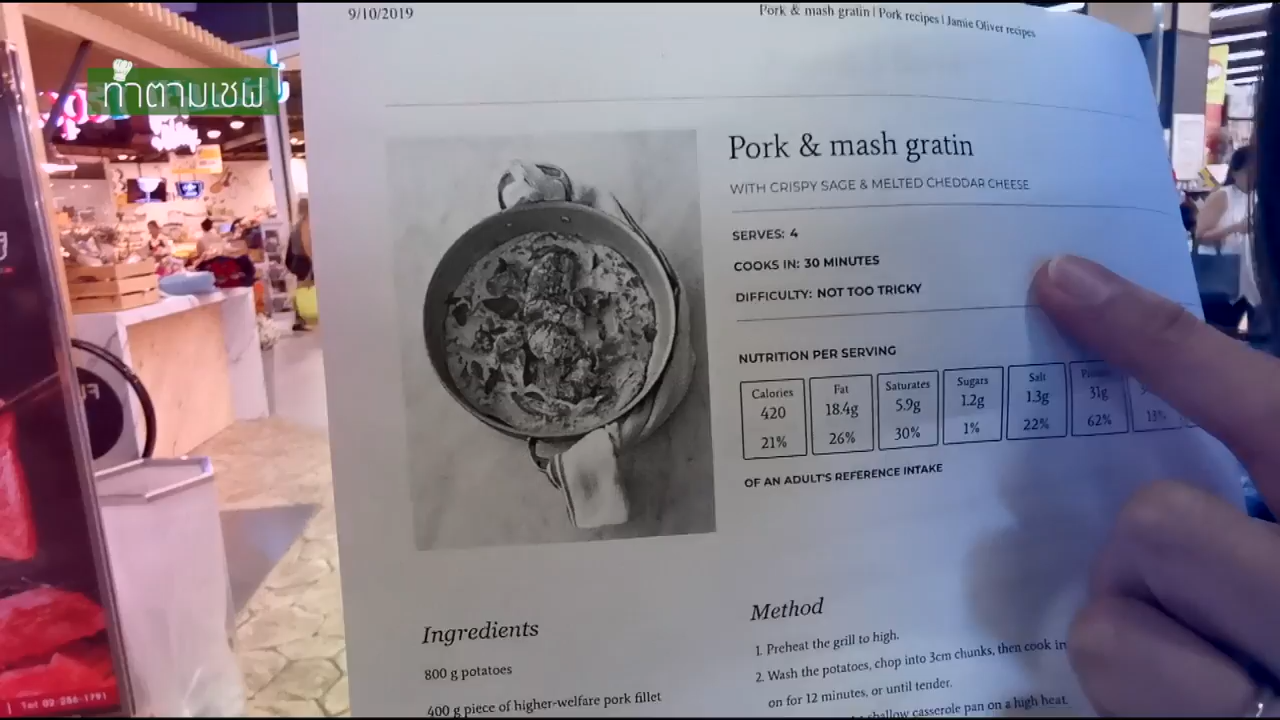 9/10/2019
Pork & mash gratin | Pork recipes | Jamie Oliver recipes
ทำตามเชฟ
Pork & mash gratin
WITH CRISPY SAGE & MELTED CHEDDAR CHEESE
SERVES: 4
COOKS IN: 30 MINUTES
DIFFICULTY: NOT TOO TRICKY
NUTRITION PER SERVING
Calories Fat Saturates Sugars Salt
420 18.4g 5.9g 1.2g 1.3g 31g
21% 26% 30% 1% 22% 62% 13%
OF AN ADULT'S REFERENCE INTAKE
Ingredients
800 g potatoes
400 g piece of higher-welfare pork fillet
Method
1. Preheat the grill to high.
2. Wash the potatoes, chop into 3cm chunks, then cook in
on for 12 minutes, or until tender.
shallow casserole pan on a high heat.
Tel 02-256-1791